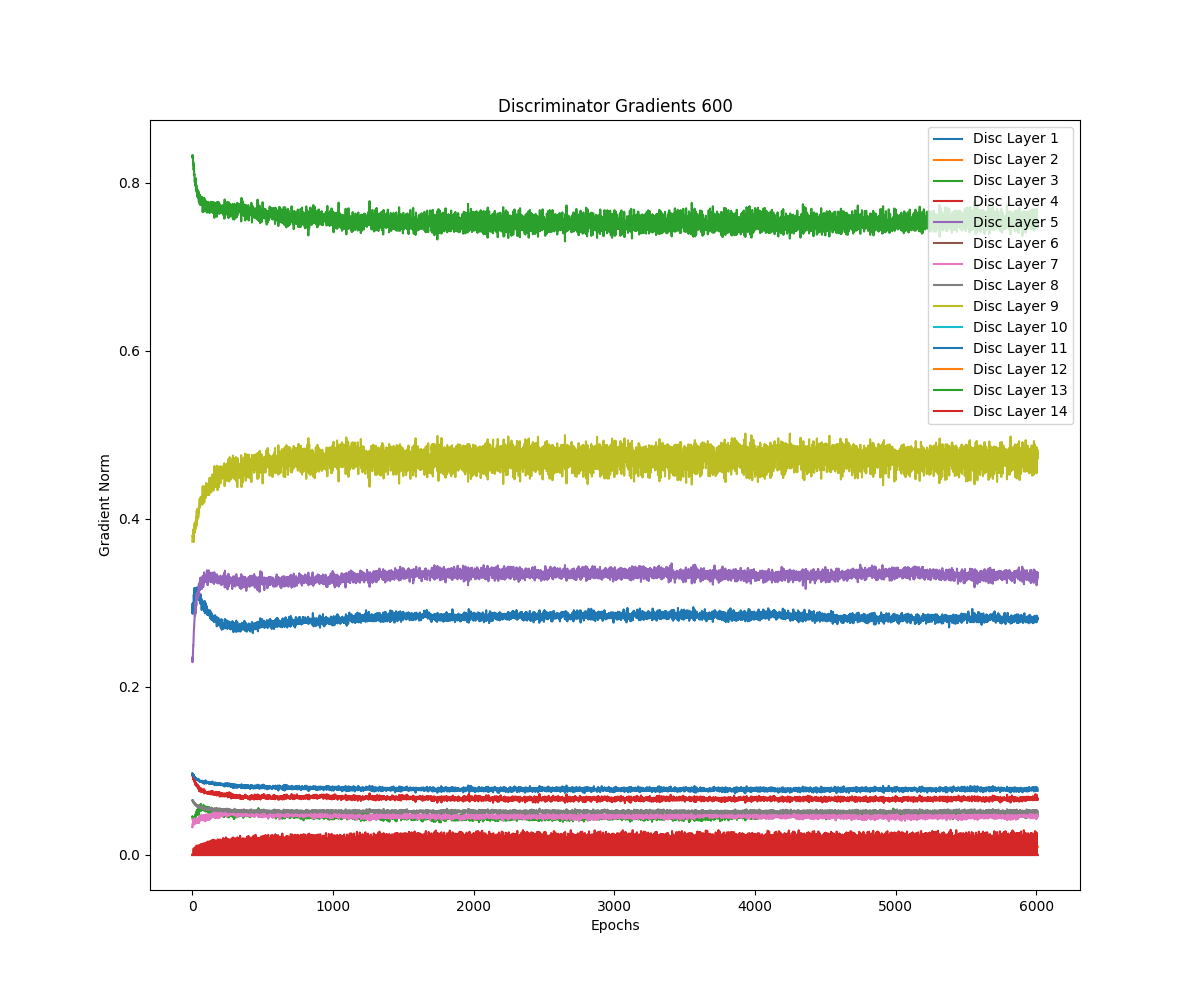 Discriminator Gradients 600
0.8
0.6
0.4
0.2
0.0
Gradient Norm
Disc Layer 1
Disc Layer 2
Disc Layer 3
Disc Layer 4
Disc Layer 5
Disc Layer 6
Disc Layer 7
Disc Layer 8
Disc Layer 9
Disc Layer 10
Disc Layer 11
Disc Layer 12
Disc Layer 13
Disc Layer 14
0 1000 2000 3000 4000 5000 6000
Epochs